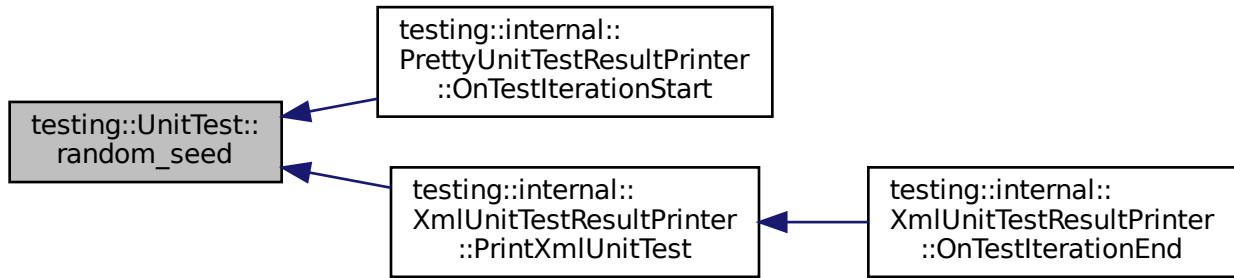 testing::UnitTest::
random_seed
testing::internal::
PrettyUnitTestResultPrinter
::OnTestIterationStart
testing::internal::
XmlUnitTestResultPrinter
::PrintXmlUnitTest
testing::internal::
XmlUnitTestResultPrinter
::OnTestIterationEnd